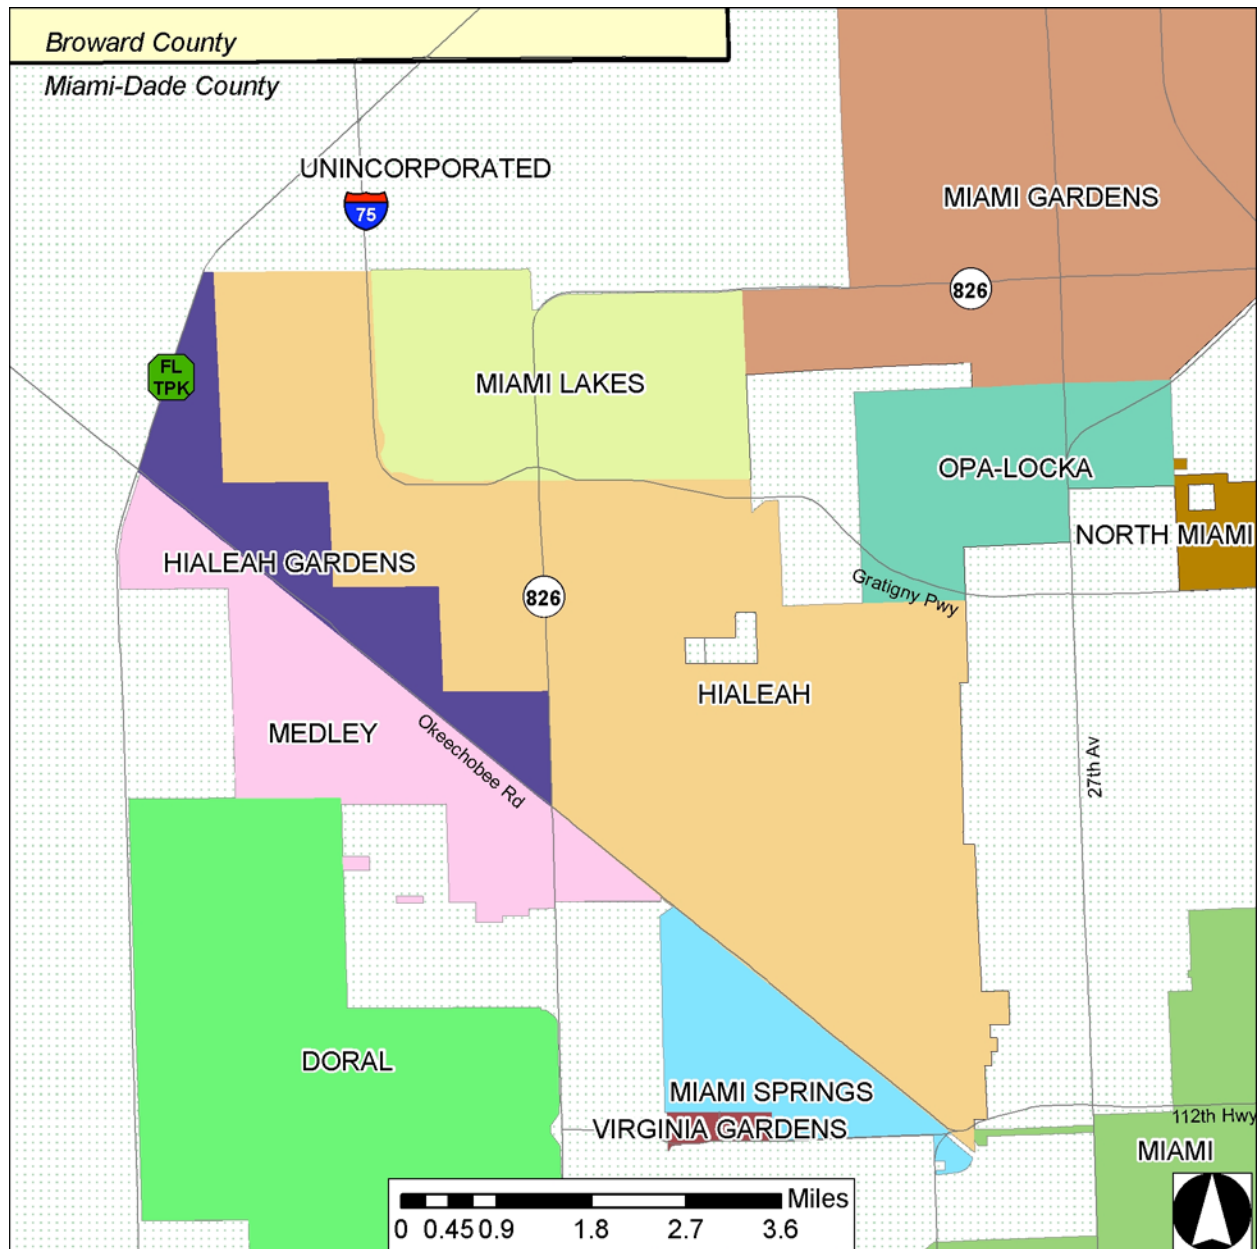 Broward County
Miami-Dade County
UNINCORPORATED
75
MIAMI GARDENS
826
FL
TPK
MIAMI LAKES
OPA-LOCKA
NORTH MIAMI
HIALEAH GARDENS
Gratigny Pwy
826
HIALEAH
MEDLEY
Okeechobee Rd
27th Av
DORAL
MIAMI SPRINGS
VIRGINIA GARDENS
112th Hwy
MIAMI
Miles
0 0.45 0.9 1.8 2.7 3.6